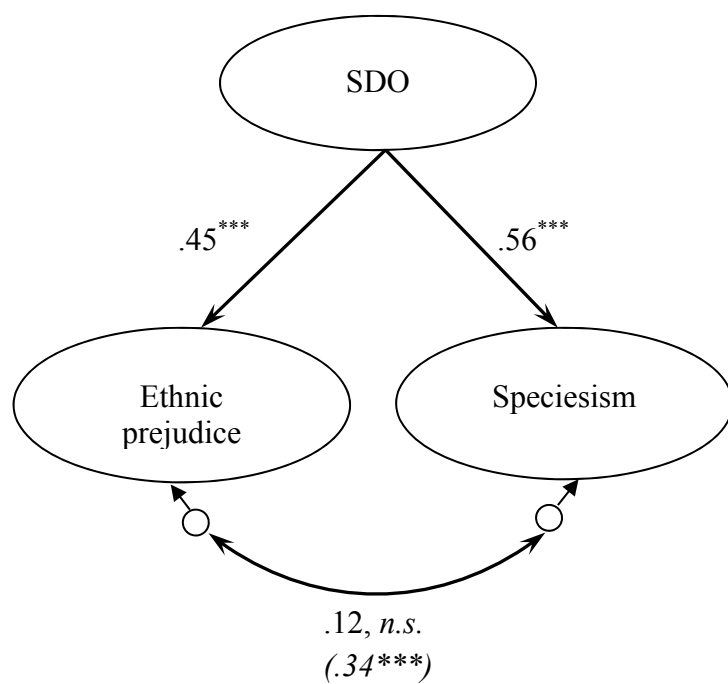 SDO
.45***
.56***
Ethnic
prejudice
Speciesism
.12, n.s.
(.34***)